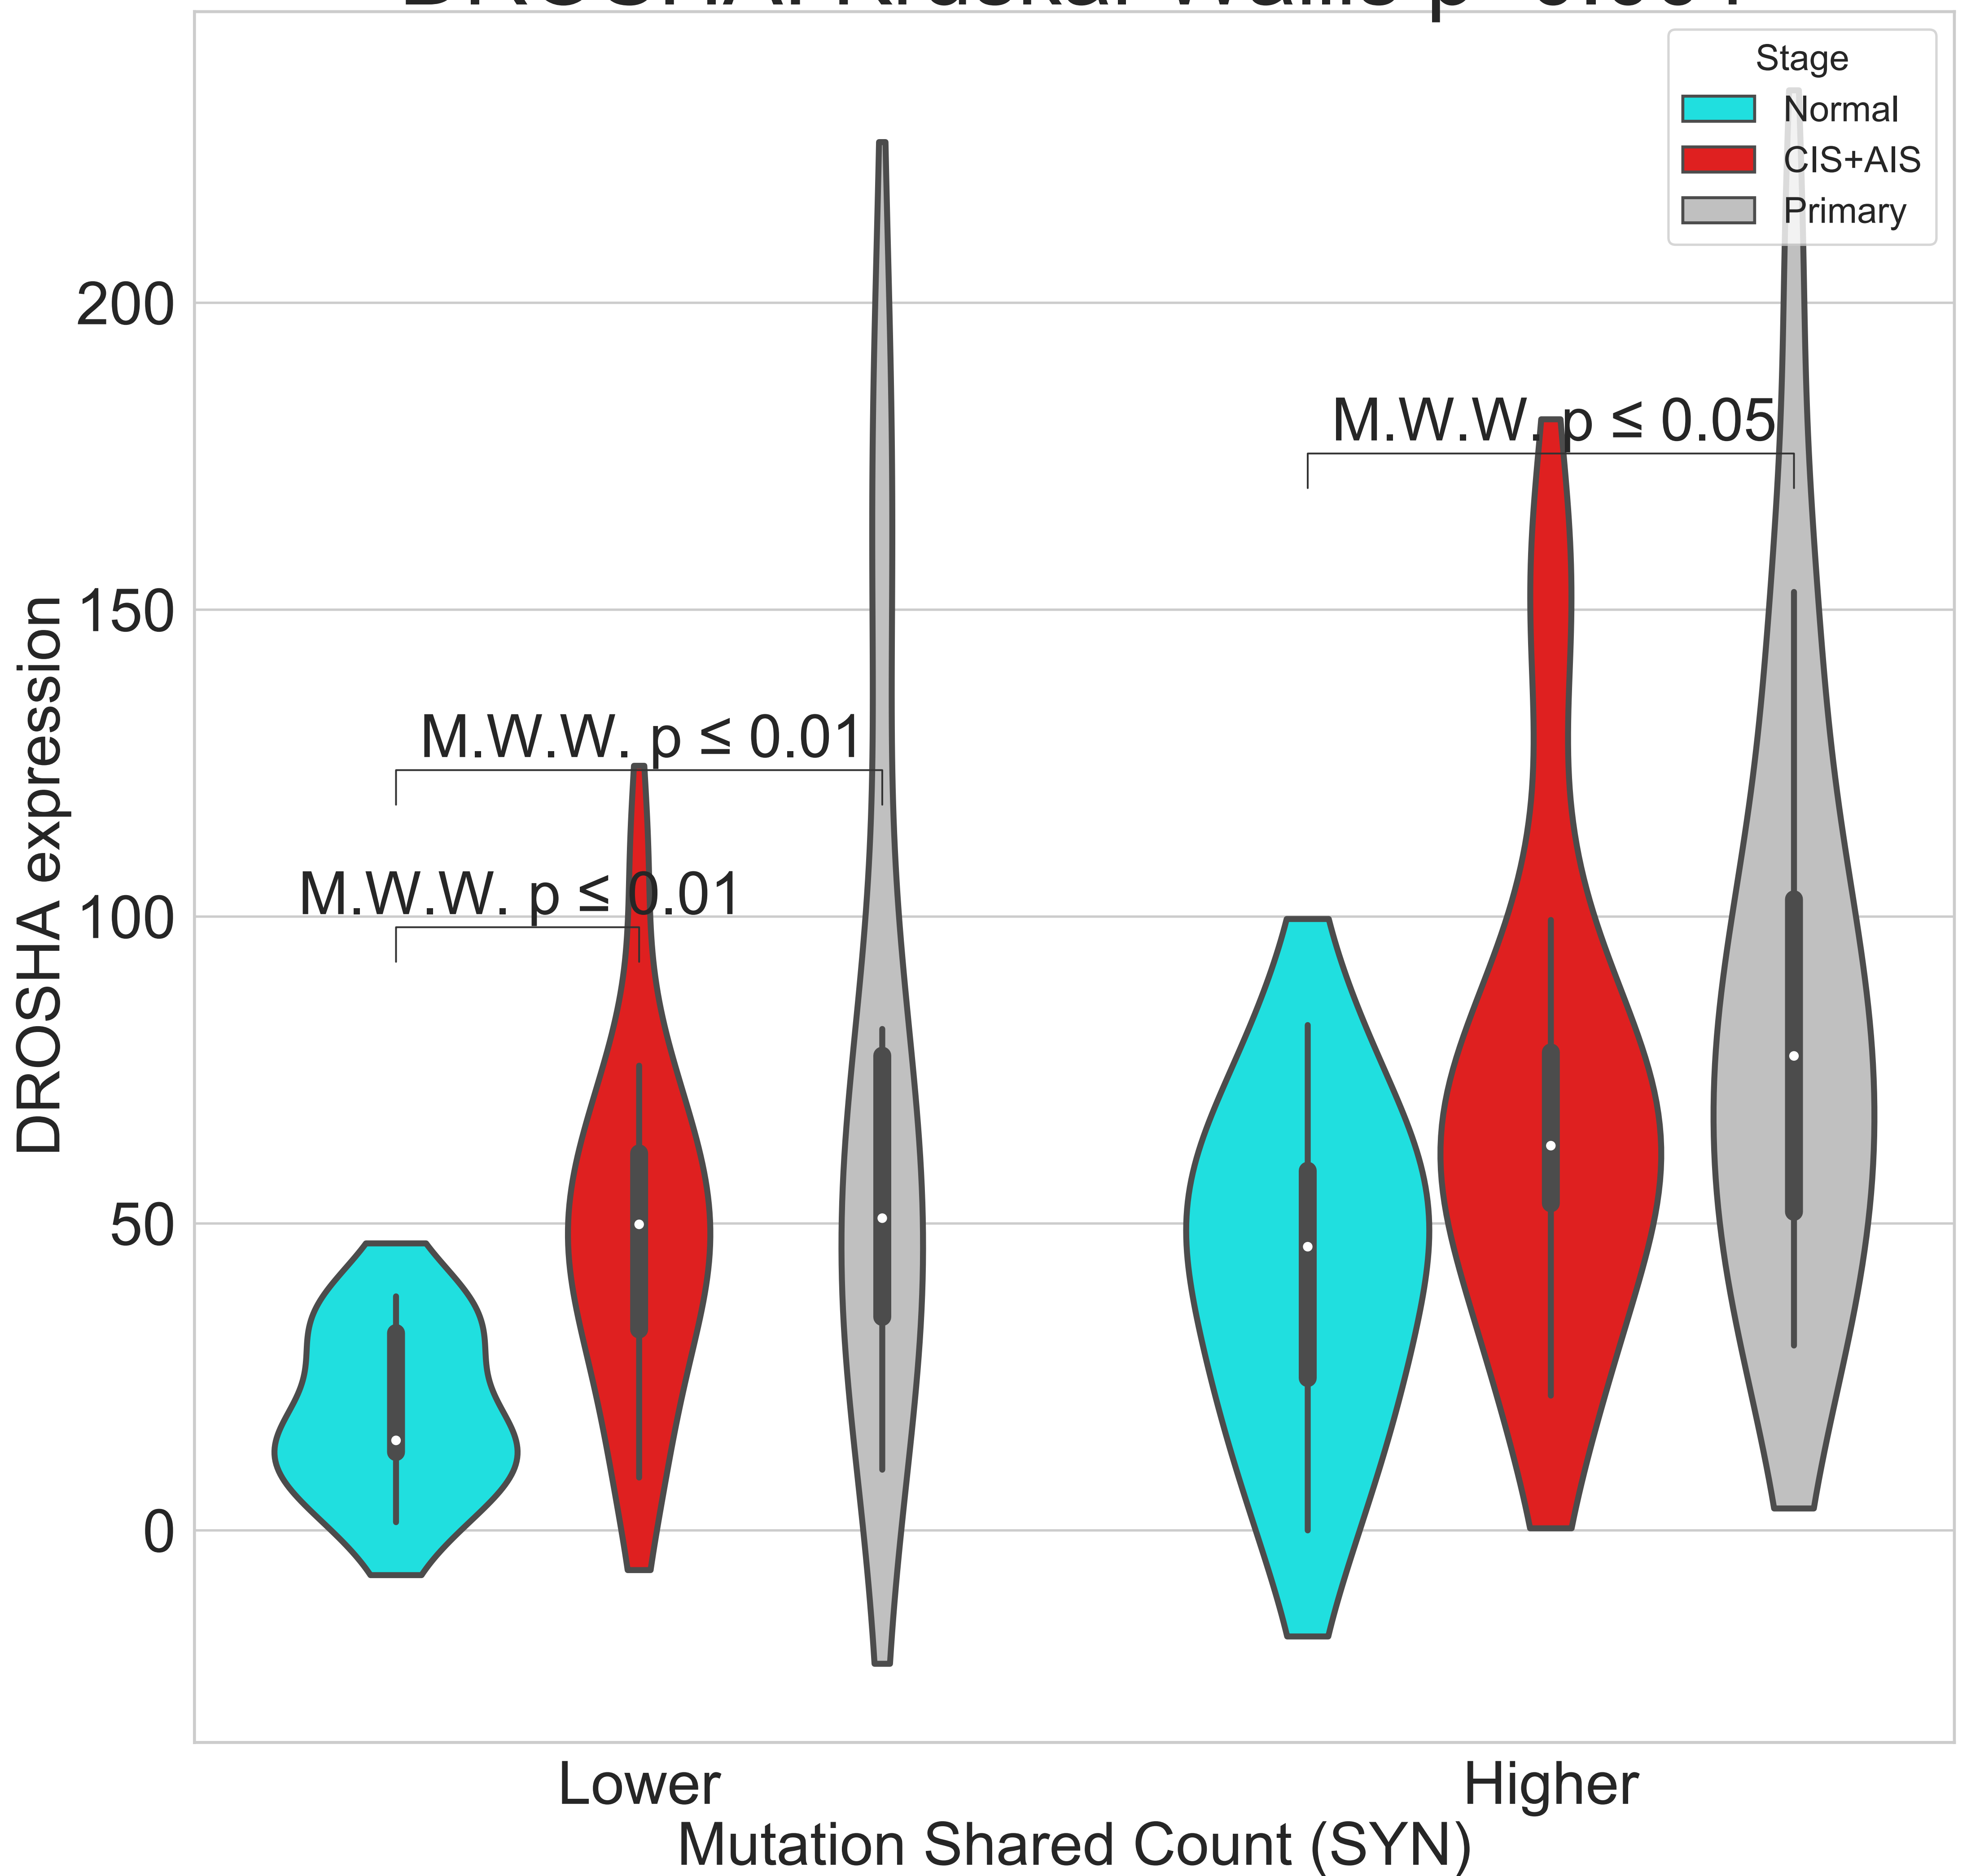 Stage
Normal
CIS+AIS
Primary
200
150
100
50
0
DROSHA expression
M.W.W. p ≤ 0.05
M.W.W. p ≤ 0.01
M.W.W. p ≤ 0.01
Lower
Higher
Mutation Shared Count (SYN)